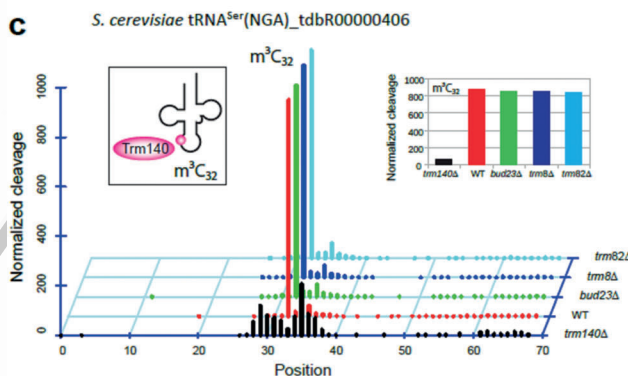 c
S. cerevisiae tRNASer(NGA)_tdbR00000406
m3C32
Trm140
m3C32
Normalized cleavage
1000
800
600
400
200
0
m3C32
trm140Δ WT bud23Δ trm8Δ trm82Δ
Normalized cleavage
1000
800
600
400
200
0
trm82Δ
trm8Δ
bud23Δ
WT
trm140Δ
0 10 20 30 40 50 60 70
Position